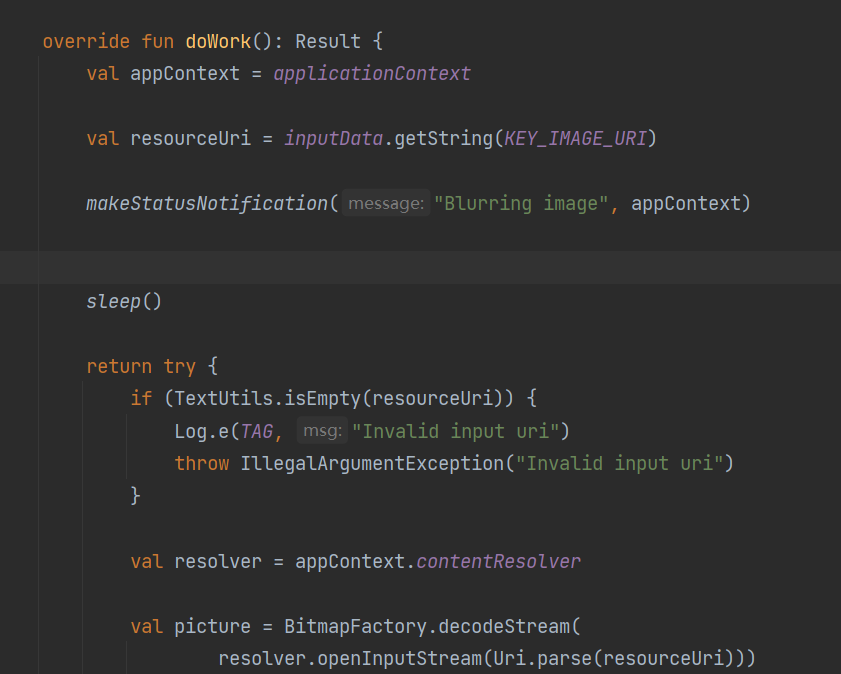 override fun doWork(): Result {
val appContext = applicationContext
val resourceUri = inputData.getString(KEY_IMAGE_URI)
makeStatusNotification( message: "Blurring image", appContext)
sleep()
return try {
if (TextUtils.isEmpty(resourceUri)) {
Log.e(TAG, msg: "Invalid input uri")
throw IllegalArgumentException("Invalid input uri")
}
val resolver = appContext.contentResolver
val picture = BitmapFactory.decodeStream(
resolver.openInputStream(Uri.parse(resourceUri)))